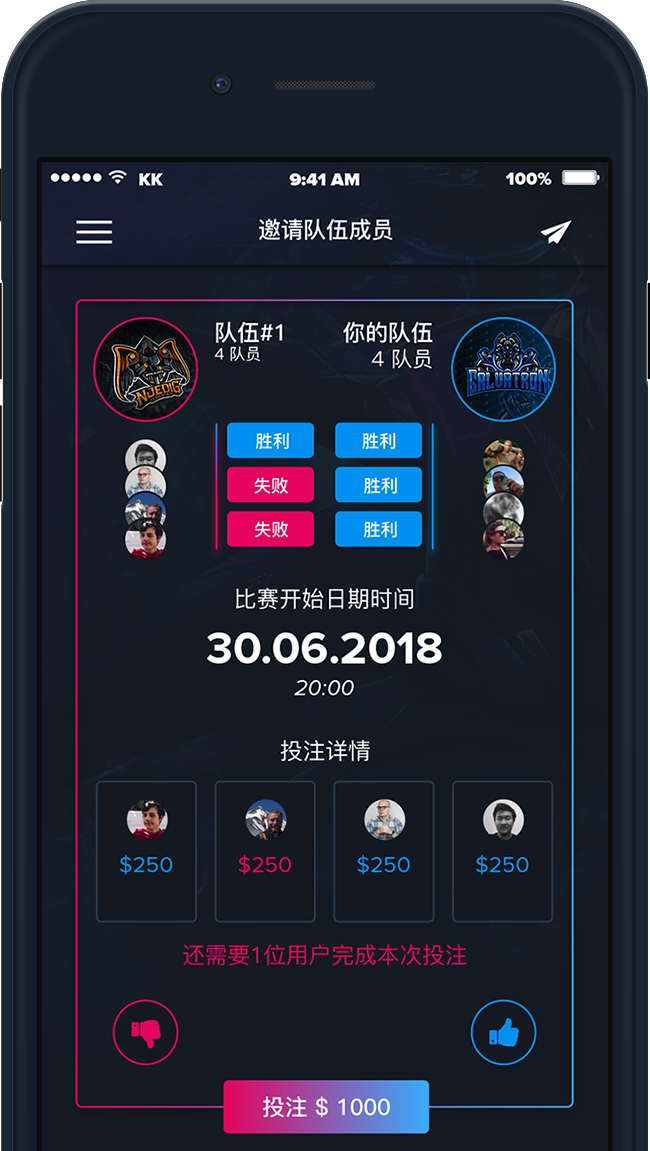 KK
9:41 AM
100%
邀请队伍成员
队伍#1
4 队员
你的队伍
4 队员
NJEDIG
GALVATRON
胜利 胜利
失败 胜利
失败 胜利
比赛开始日期时间
30.06.2018
20:00
投注详情
$250 $250 $250 $250
还需要1位用户完成本次投注
投注 $ 1000